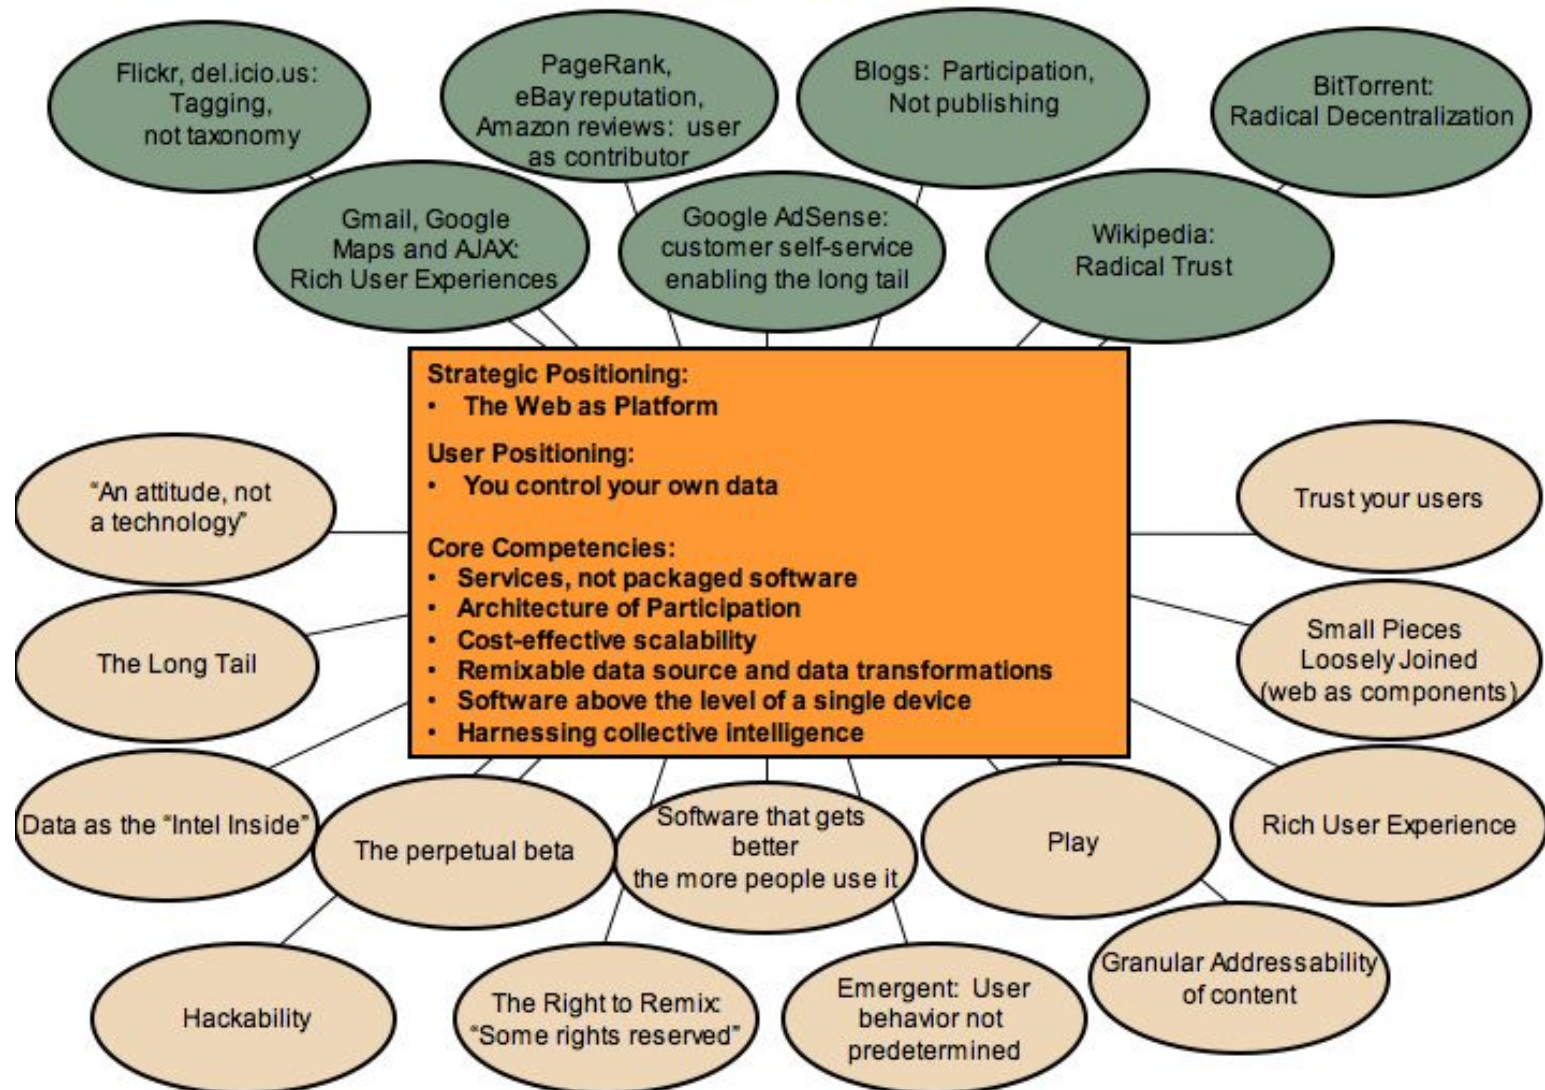 Flickr, del.icio.us:
Tagging,
not taxonomy
PageRank,
eBay reputation,
Amazon reviews: user
as contributor
Blogs: Participation,
Not publishing
BitTorrent:
Radical Decentralization
Gmail, Google
Maps and AJAX:
Rich User Experiences
Google AdSense:
customer self-service
enabling the long tail
Wikipedia:
Radical Trust
Strategic Positioning:
• The Web as Platform
User Positioning:
• You control your own data
Core Competencies:
• Services, not packaged software
• Architecture of Participation
• Cost-effective scalability
• Remixable data source and data transformations
• Software above the level of a single device
• Harnessing collective intelligence
“An attitude, not
a technology”
Trust your users
The Long Tail
Small Pieces
Loosely Joined
(web as components)
Data as the “Intel Inside”
The perpetual beta
Software that gets
better
the more people use it
Play
Rich User Experience
Hackability
The Right to Remix:
“Some rights reserved”
Emergent: User
behavior not
predetermined
Granular Addressability
of content